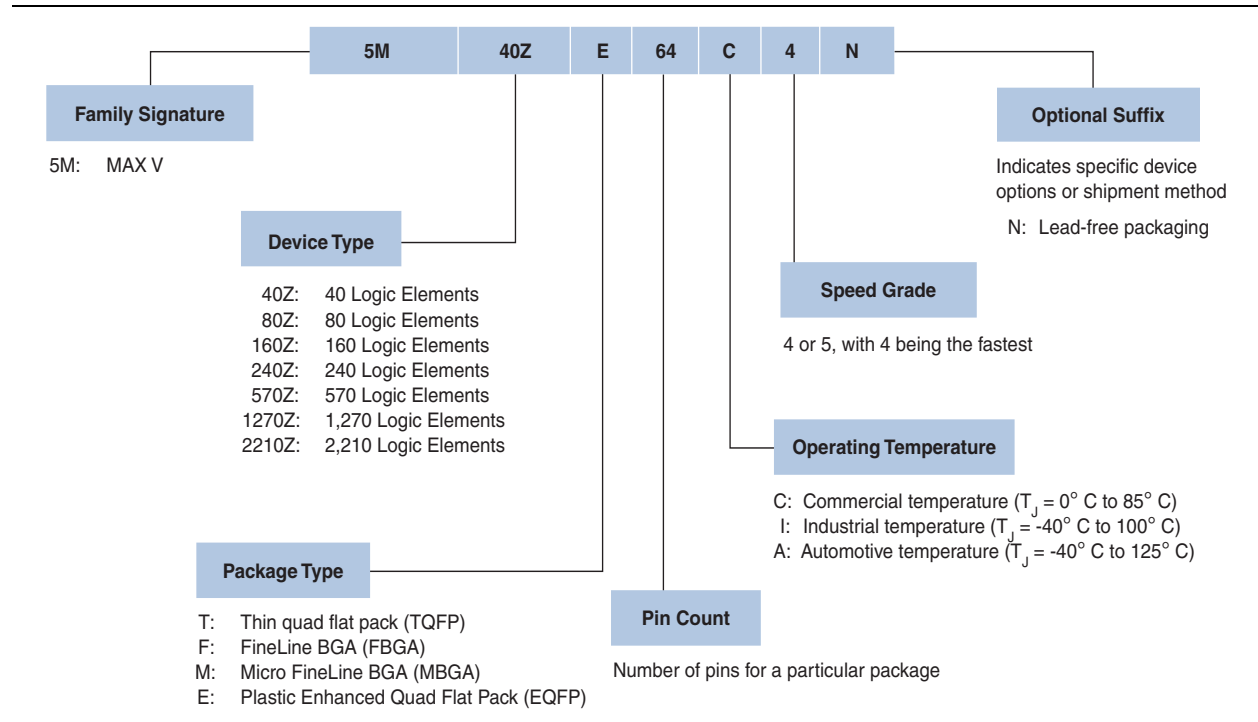 5M 40Z E 64 C 4 N
Family Signature
5M: MAX V
Optional Suffix
Indicates specific device
options or shipment method
N: Lead-free packaging
Device Type
40Z: 40 Logic Elements
80Z: 80 Logic Elements
160Z: 160 Logic Elements
240Z: 240 Logic Elements
570Z: 570 Logic Elements
1270Z: 1,270 Logic Elements
2210Z: 2,210 Logic Elements
Speed Grade
4 or 5, with 4 being the fastest
Operating Temperature
C: Commercial temperature (TJ = 0° C to 85° C)
I: Industrial temperature (TJ = -40° C to 100° C)
A: Automotive temperature (TJ = -40° C to 125° C)
Package Type
T: Thin quad flat pack (TQFP)
F: FineLine BGA (FBGA)
M: Micro FineLine BGA (MBGA)
E: Plastic Enhanced Quad Flat Pack (EQFP)
Pin Count
Number of pins for a particular package